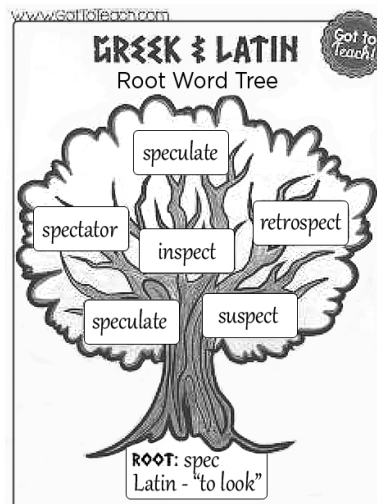 www.GotToTeach.com
Got to
Teach!
GREEK & LATIN
Root Word Tree
speculate
spectator
retrospect
inspect
speculate
suspect
ROOT: spec
Latin - "to look"